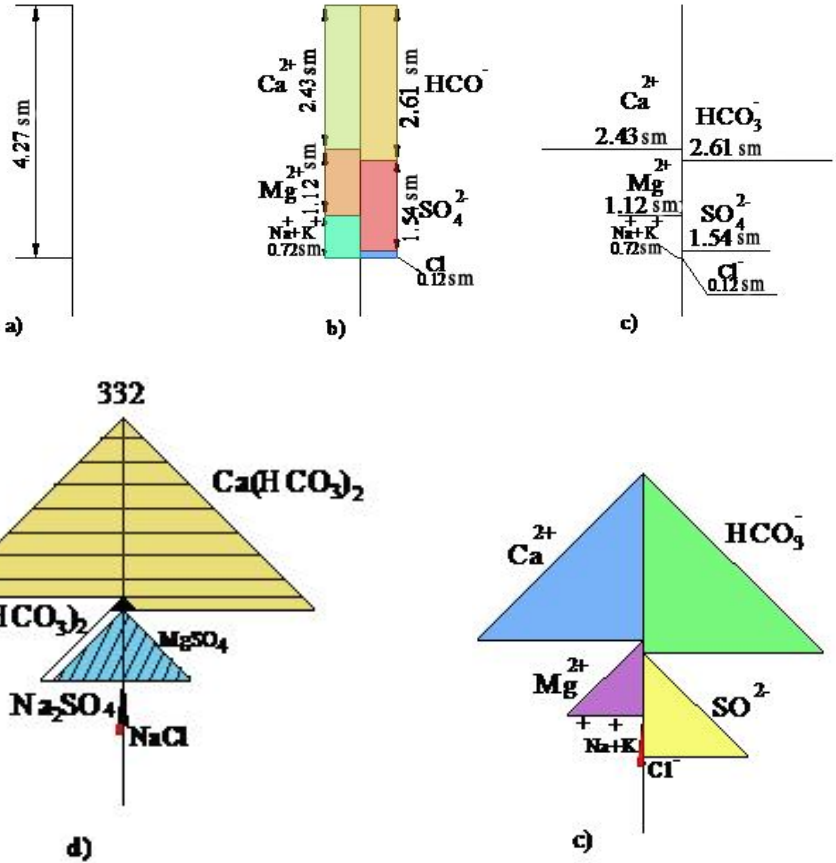 4.27 sm
a)
Ca2+
2.43 sm
Mg2+
1.12 sm
+ +
Na+K
0.72sm
HCO-
2.61 sm
SO42-
1.54 sm
Cl
0.12sm
b)
Ca2+
2.43 sm
HCO3-
2.61 sm
Mg2+
1.12 sm
+ +
Na+K
0.72sm
SO42-
1.54 sm
Cl-
0.12sm
c)
332
Ca(HCO3)2
HCO3)2
MgSO4
Na2SO4
NaCl
d)
Ca2+
HCO3-
Mg2+
+ +
Na+K
SO2-
Cl-
c)